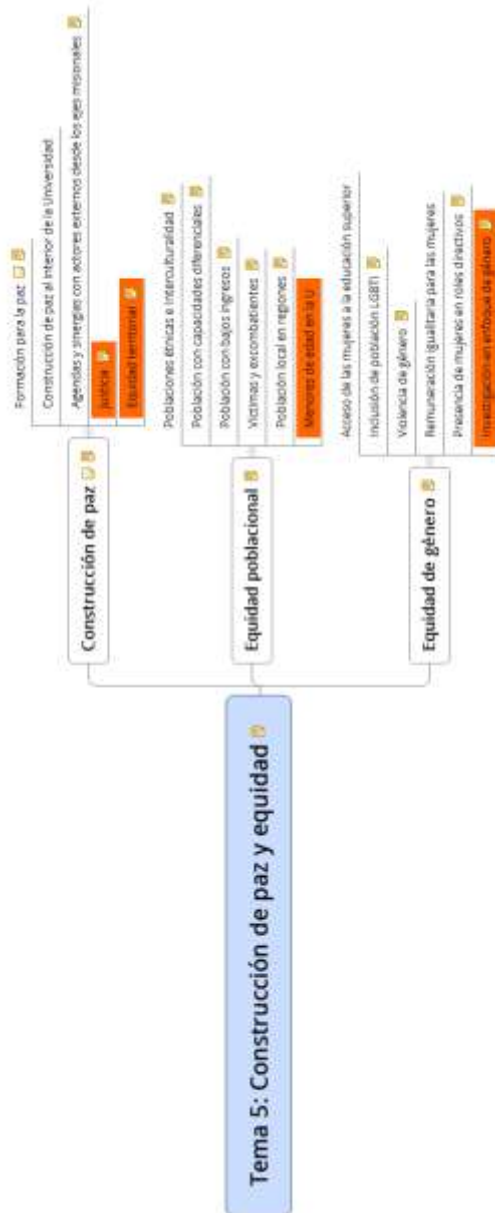 Tema 5: Construcción de paz y equidad
Construcción de paz
Formación para la paz
Construcción de paz al interior de la Universidad
Agendas y sinergias con actores externos desde los ejes misionales
Justicia
Equidad territorial
Equidad poblacional
Poblaciones étnicas e interculturalidad
Población con capacidades diferenciales
Población con bajos ingresos
Víctimas y excombatientes
Población local en regiones
Menores de edad en la U
Equidad de género
Acceso de las mujeres a la educación superior
Inclusión de población LGBTI
Violencia de género
Remuneración igualitaria para las mujeres
Presencia de mujeres en roles directivos
Investigación en enfoque de género